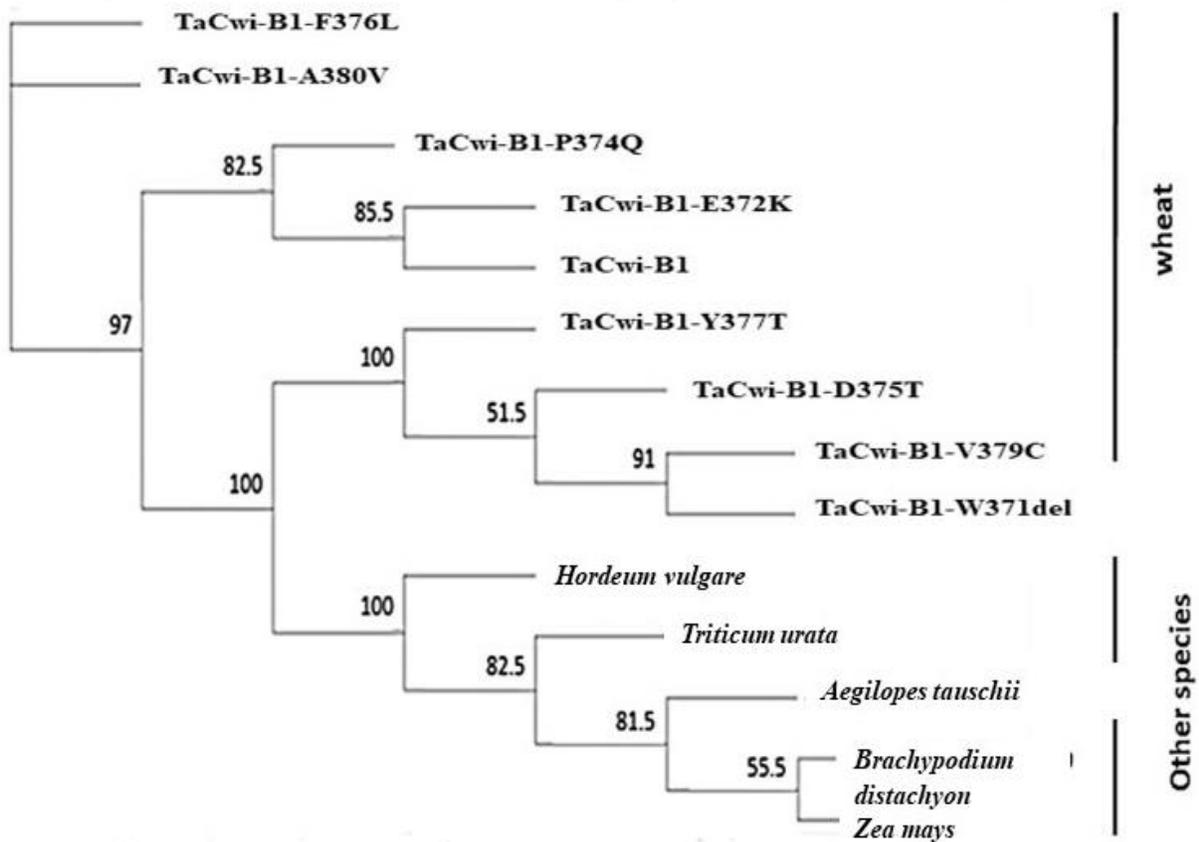 TaCwi-B1-F376L
TaCwi-B1-A380V
TaCwi-B1-P374Q
82.5
TaCwi-B1-E372K
85.5
TaCwi-B1
wheat
TaCwi-B1-Y377T
97
100
TaCwi-B1-D375T
51.5
TaCwi-B1-V379C
91
100
TaCwi-B1-W371del
Hordeum vulgare
100
Triticum urata
82.5
Aegilopes tauschii
81.5
Other species
55.5
Brachypodium
distachyon
Zea mays